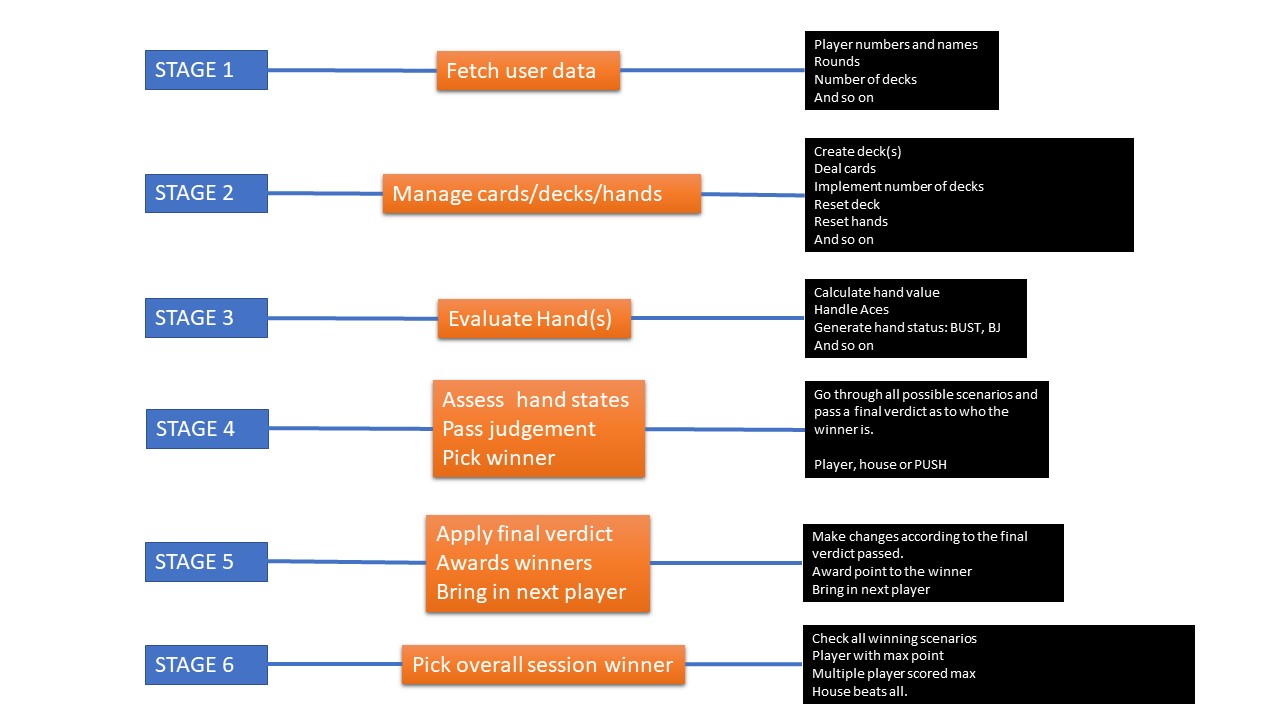 STAGE 1
Fetch user data
Player numbers and names
Rounds
Number of decks
And so on
STAGE 2
Manage cards/decks/hands
Create deck(s)
Deal cards
Implement number of decks
Reset deck
Reset hands
And so on
STAGE 3
Evaluate Hand(s)
Calculate hand value
Handle Aces
Generate hand status: BUST, BJ
And so on
STAGE 4
Assess hand states
Pass judgement
Pick winner
Go through all possible scenarios and
pass a final verdict as to who the
winner is.
Player, house or PUSH
STAGE 5
Apply final verdict
Awards winners
Bring in next player
Make changes according to the final
verdict passed.
Award point to the winner
Bring in next player
STAGE 6
Pick overall session winner
Check all winning scenarios
Player with max point
Multiple player scored max
House beats all.